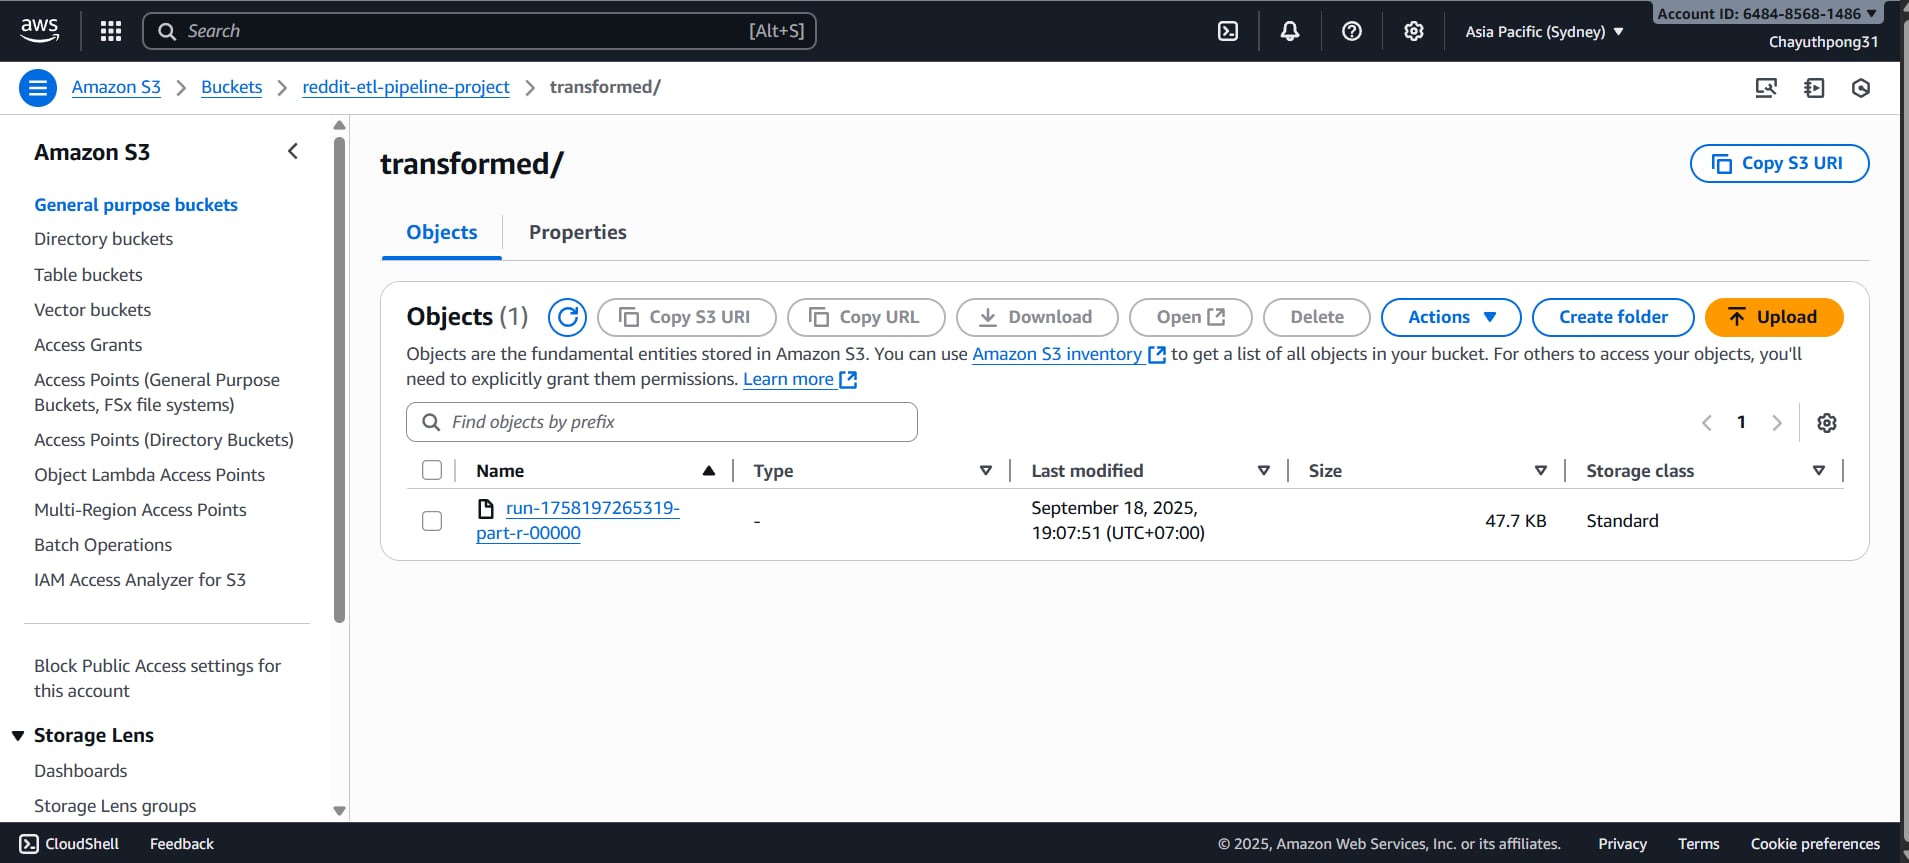 aws
Search [Alt+S]
Asia Pacific (Sydney)
Account ID: 6484-8568-1486
Chayuthpong31
Amazon S3 > Buckets > reddit-etl-pipeline-project > transformed/
Amazon S3
General purpose buckets
Directory buckets
Table buckets
Vector buckets
Access Grants
Access Points (General Purpose
Buckets, FSx file systems)
Access Points (Directory Buckets)
Object Lambda Access Points
Multi-Region Access Points
Batch Operations
IAM Access Analyzer for S3
Block Public Access settings for
this account
Storage Lens
Dashboards
Storage Lens groups
transformed/
Copy S3 URI
Objects Properties
Objects (1) Copy S3 URI Copy URL Download Open Delete Actions Create folder Upload
Objects are the fundamental entities stored in Amazon S3. You can use Amazon S3 inventory to get a list of all objects in your bucket. For others to access your objects, you'll
need to explicitly grant them permissions. Learn more
Find objects by prefix
1
Name Type Last modified Size Storage class
run-1758197265319-
part-r-00000
-
September 18, 2025,
19:07:51 (UTC+07:00)
47.7 KB
Standard
CloudShell Feedback © 2025, Amazon Web Services, Inc. or its affiliates. Privacy Terms Cookie preferences